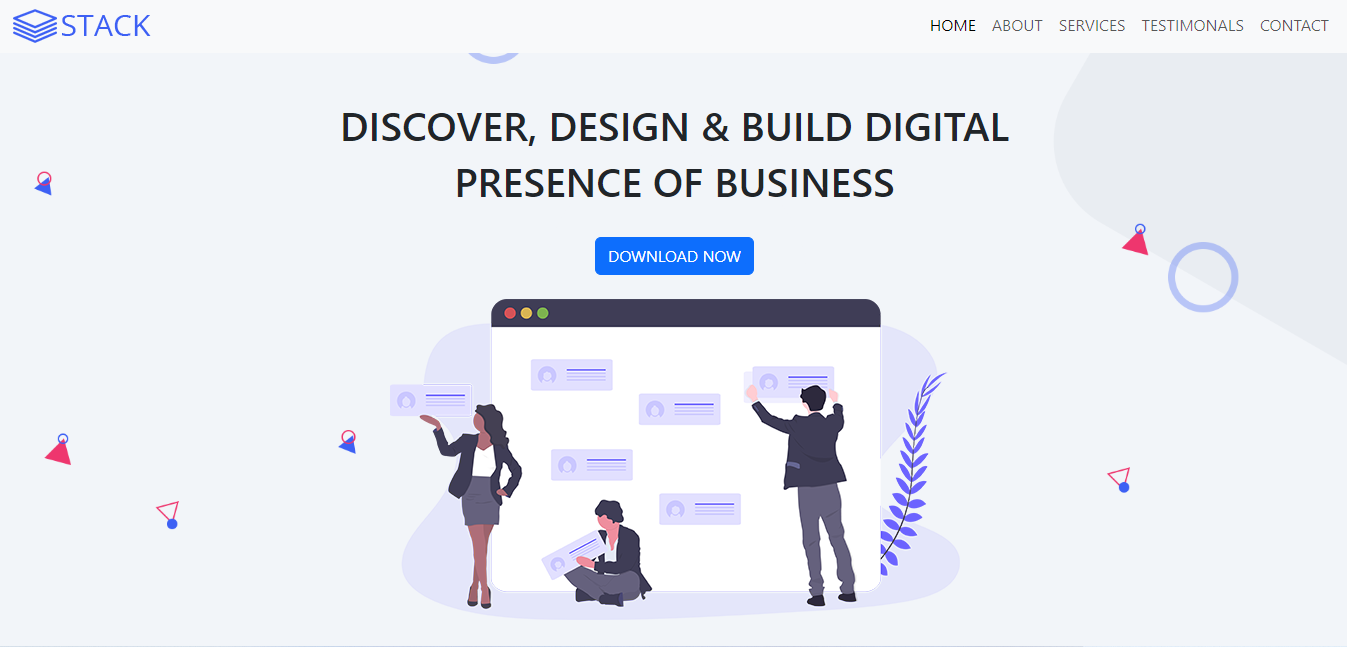 STACK
HOME ABOUT SERVICES TESTIMONALS CONTACT
DISCOVER, DESIGN & BUILD DIGITAL
PRESENCE OF BUSINESS
DOWNLOAD NOW